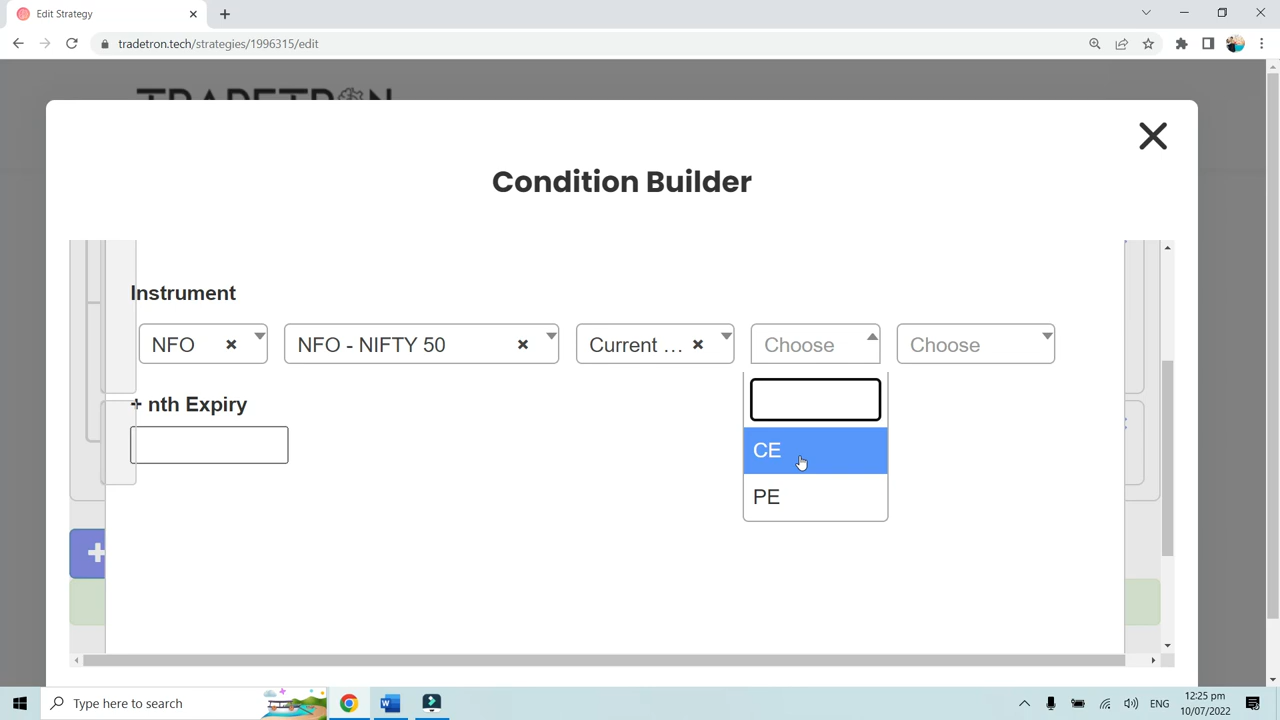 Edit Strategy
tradetron.tech/strategies/1996315/edit
TRADETRON
Condition Builder
Instrument
NFO × NFO - NIFTY 50 × Current ... × Choose Choose
+ nth Expiry
CE
PE
Type here to search
ENG
12:25 pm
10/07/2022